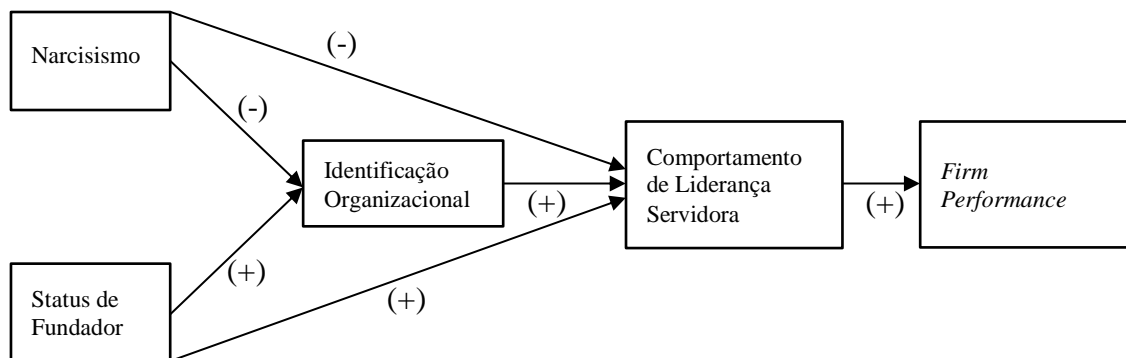 Narcisismo
(-)
(-)
Identificação
Organizacional
(+)
Comportamento
de Liderança
Servidora
(+)
Firm
Performance
Status de
Fundador
(+)
(+)